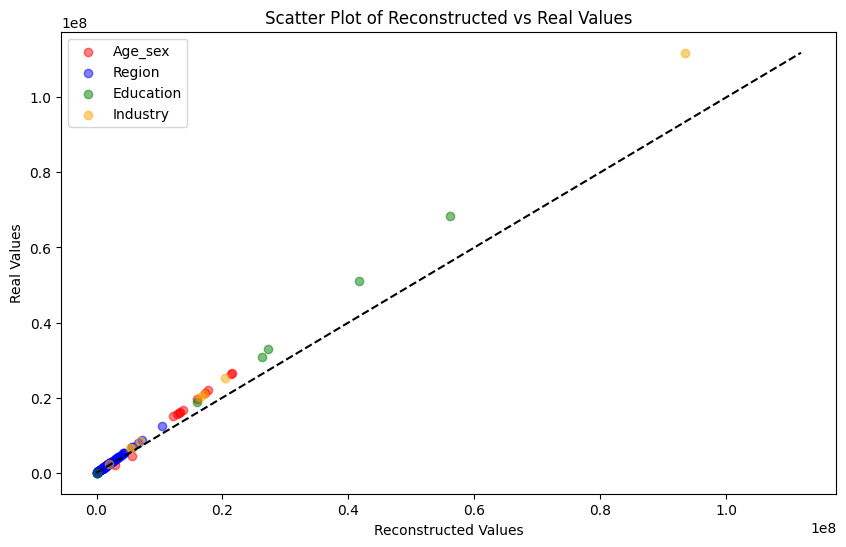 Scatter Plot of Reconstructed vs Real Values
1e8
Age_sex
Region
Education
Industry
1.0
0.8
0.6
0.4
0.2
0.0
Real Values
0.0 0.2 0.4 0.6 0.8 1.0
1e8
Reconstructed Values